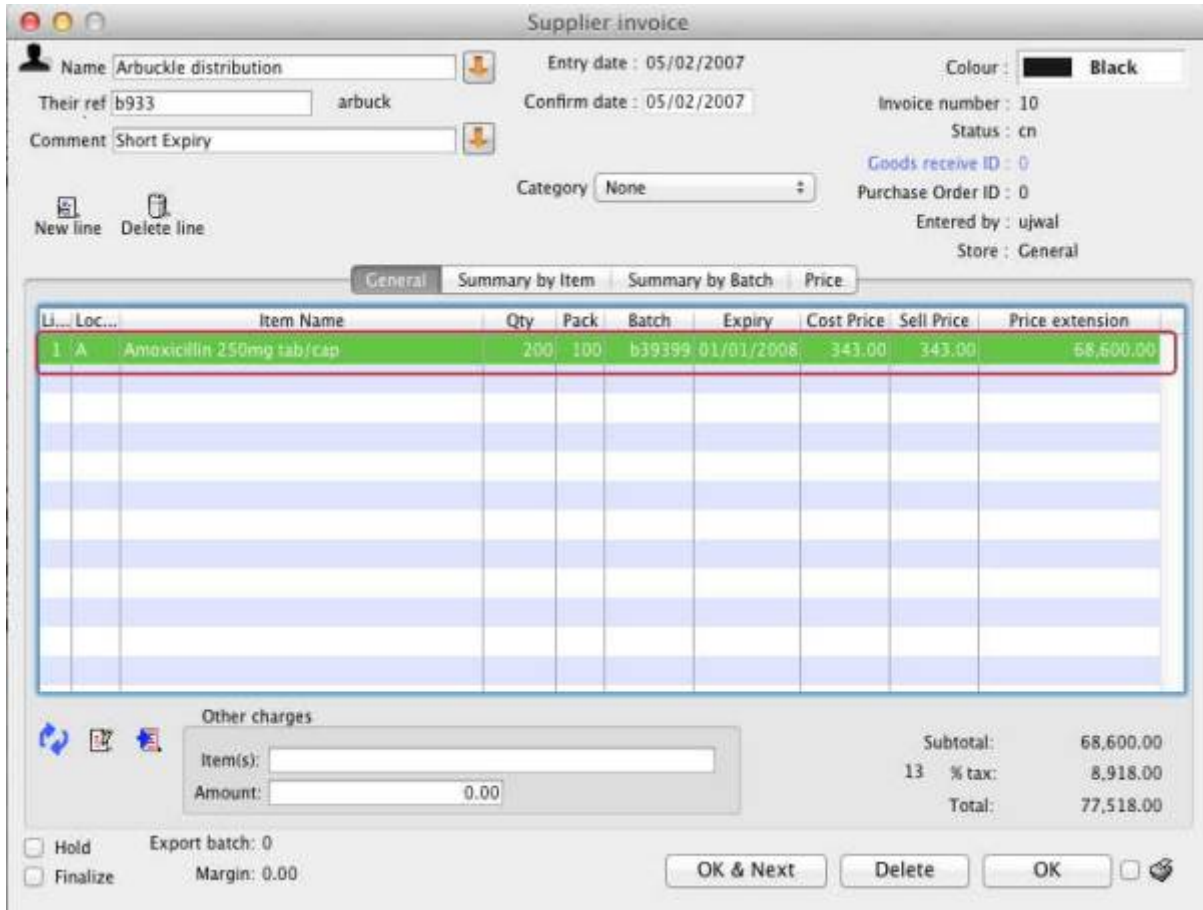 Supplier invoice
Name Arbuckle distribution
Entry date : 05/02/2007
Colour : Black
Their ref b933 arbuck
Confirm date : 05/02/2007
Invoice number : 10
Comment Short Expiry
Status : cn
Goods receive ID : 0
Category None
Purchase Order ID : 0
Entered by : ujwal
New line Delete line
Store : General
General Summary by Item Summary by Batch Price
Li... Loc... Item Name Qty Pack Batch Expiry Cost Price Sell Price Price extension
1 A Amoxicillin 250mg tab/cap 200 100 b39399 01/01/2008 343.00 343.00 68,600.00
Other charges
Item(s):
Amount: 0.00
Subtotal: 68,600.00
13 % tax: 8,918.00
Total: 77,518.00
Hold Export batch: 0
Finalize Margin: 0.00
OK & Next Delete OK